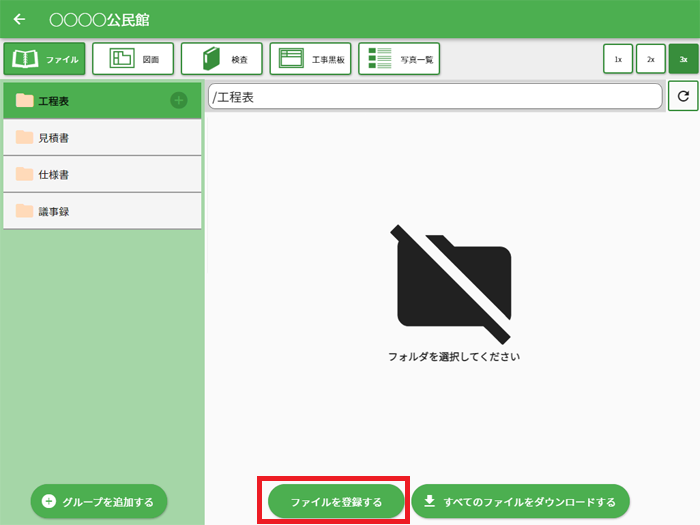 〇〇〇〇公民館
ファイル
図面
検査
工事黒板
写真一覧
1x
2x
3x
工程表
/工程表
見積書
仕様書
議事録
フォルダを選択してください
グループを追加する
ファイルを登録する
すべてのファイルをダウンロードする